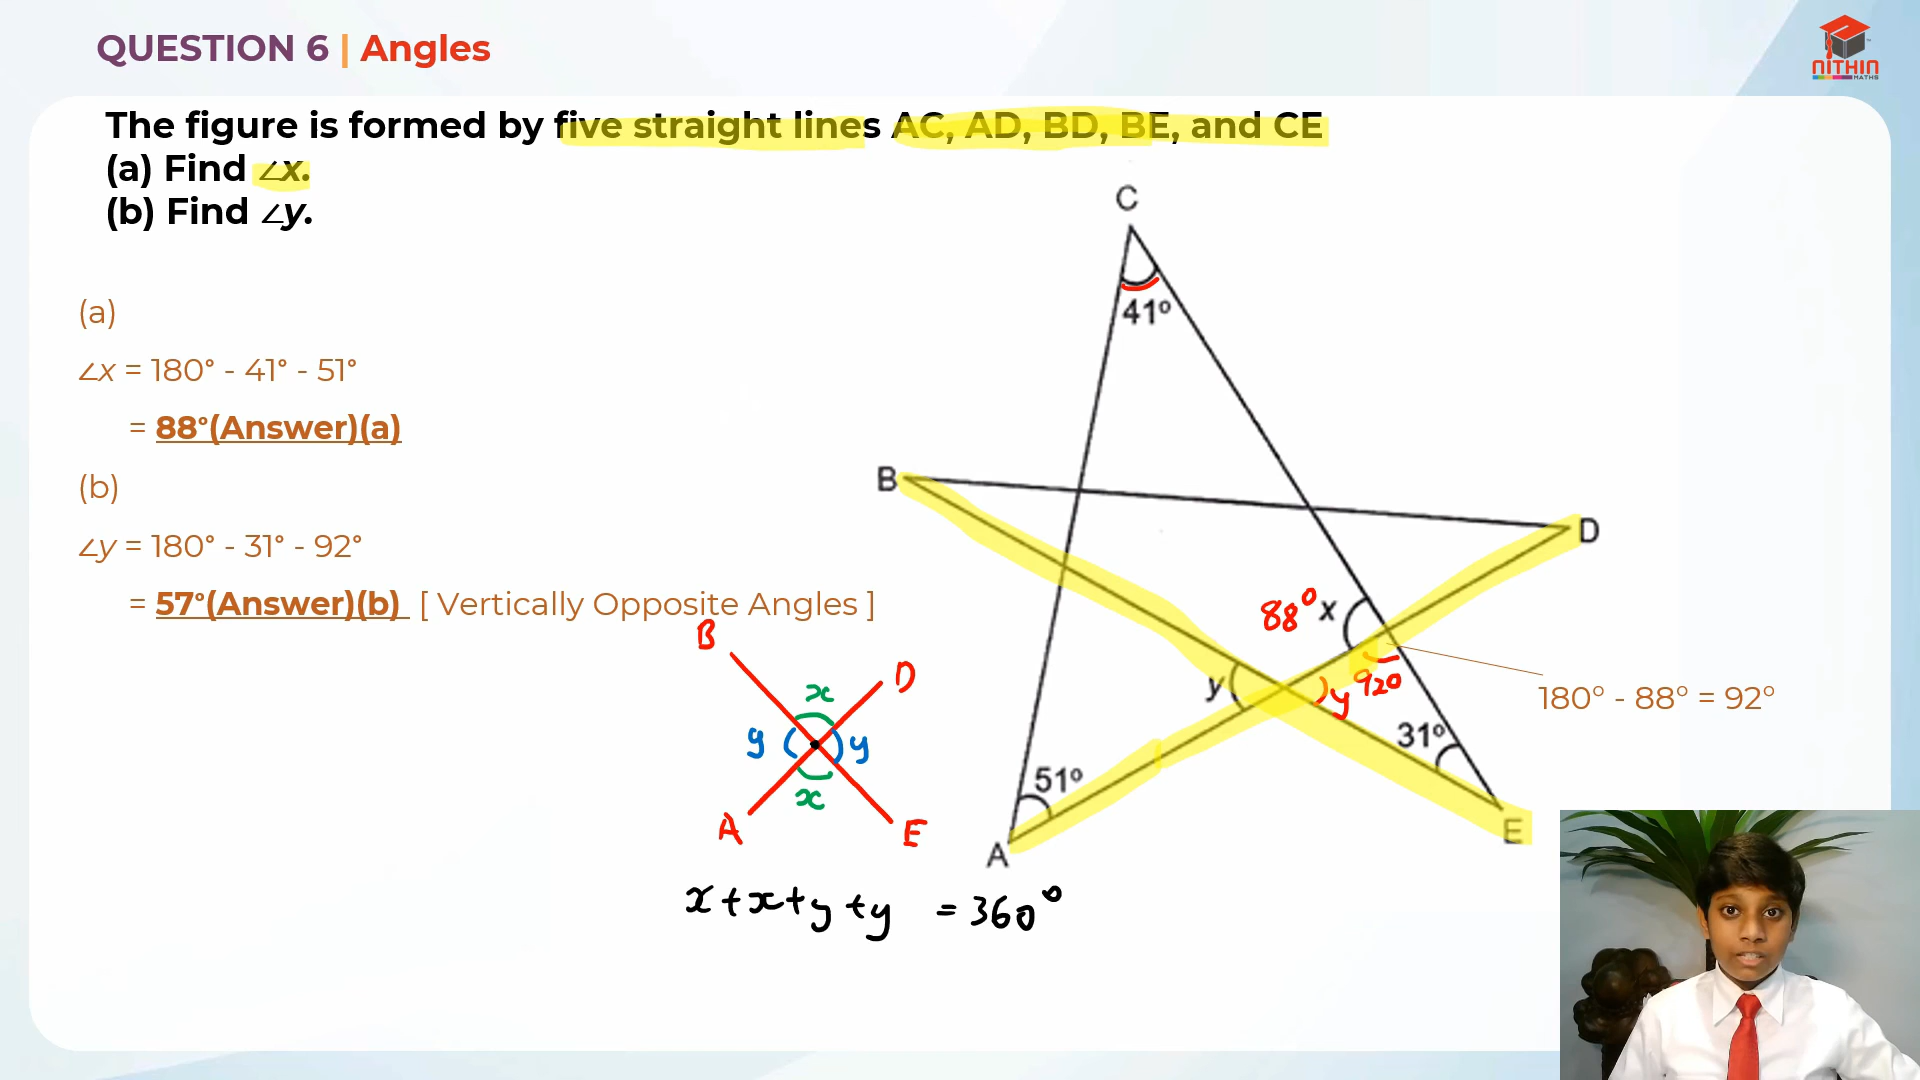 QUESTION 6 | Angles
NITHIN
MATHS
The figure is formed by five straight lines AC, AD, BD, BE, and CE
(a) Find ∠x.
(b) Find ∠y.
(a)
∠x = 180° - 41° - 51°
= 88°(Answer)(a)
(b)
∠y = 180° - 31° - 92°
= 57°(Answer)(b) [ Vertically Opposite Angles ]
B
D
x
y
y
x
A
E
x+x+y+y = 360°
C
41°
B
D
88° x
y
y
92°
180° - 88° = 92°
31°
51°
A
E